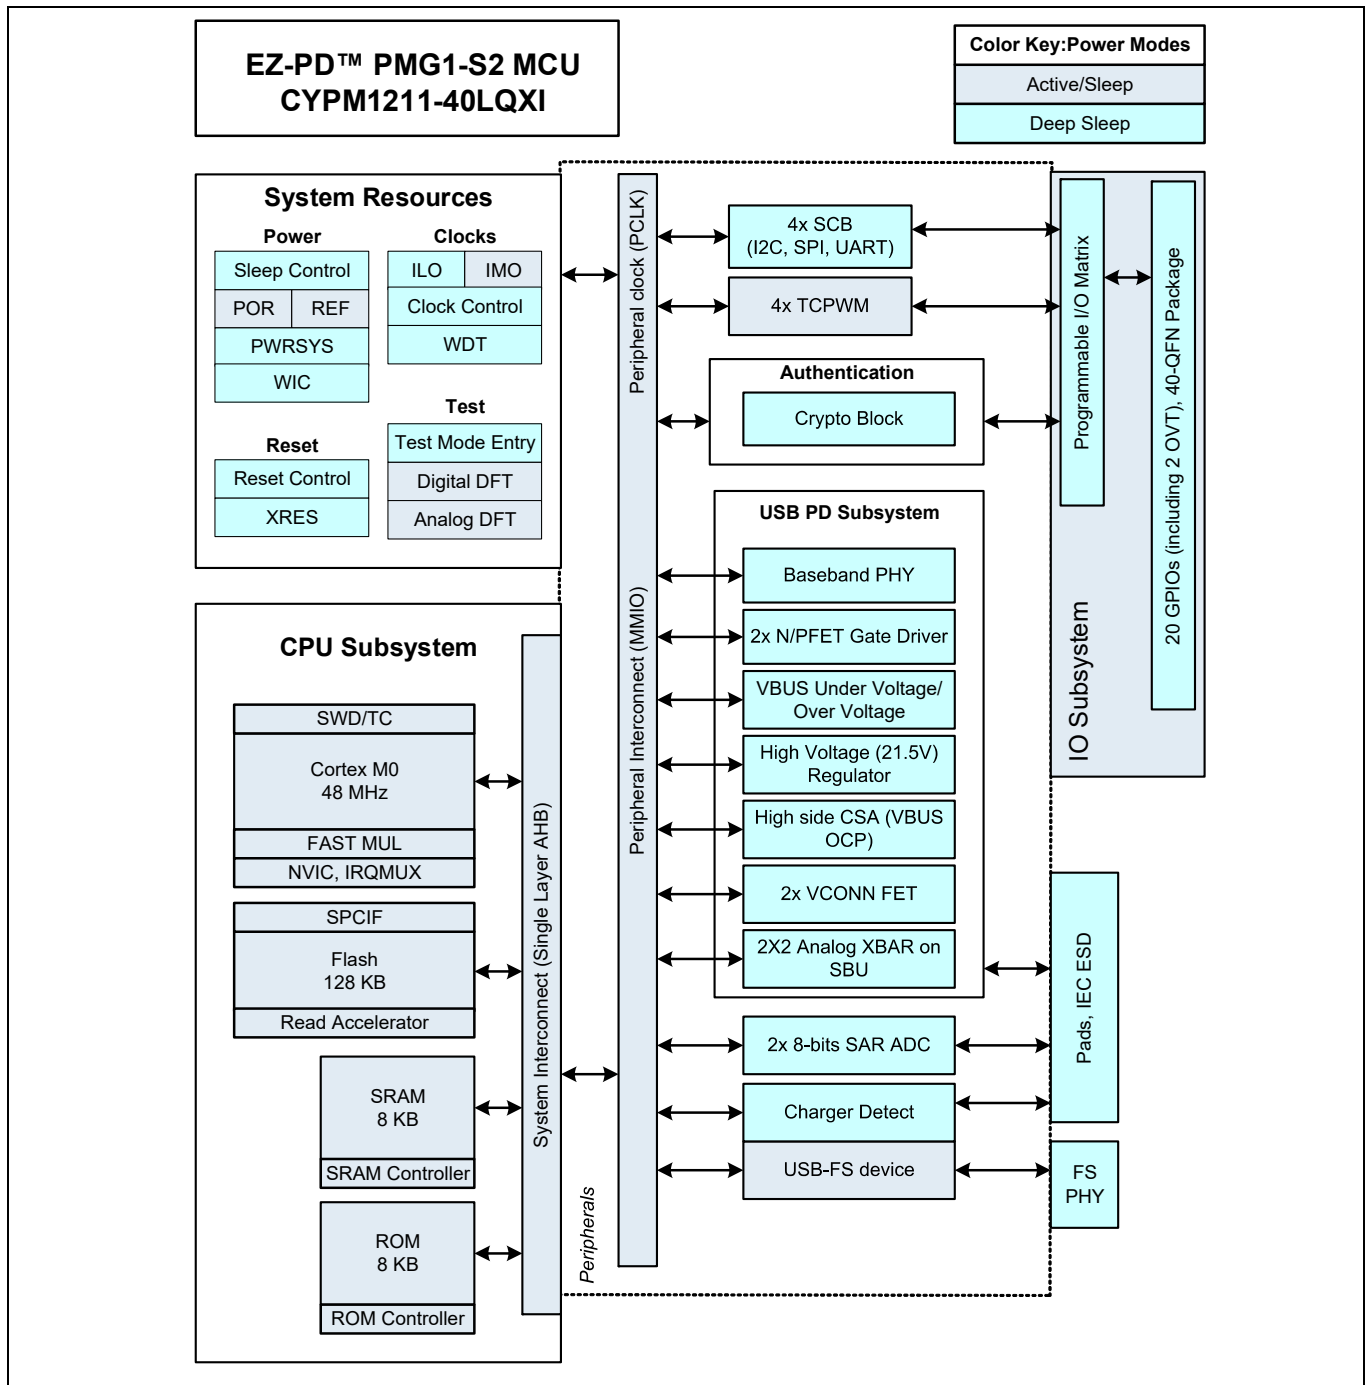 EZ-PD™ PMG1-S2 MCU
CYPM1211-40LQXI
Color Key:Power Modes
Active/Sleep
Deep Sleep
System Resources
Power
Sleep Control
POR
REF
PWRSYS
WIC
Clocks
ILO
IMO
Clock Control
WDT
Reset
Reset Control
XRES
Test
Test Mode Entry
Digital DFT
Analog DFT
CPU Subsystem
SWD/TC
Cortex M0
48 MHz
FAST MUL
NVIC, IRQMUX
SPCIF
Flash
128 KB
Read Accelerator
SRAM
8 KB
SRAM Controller
ROM
8 KB
ROM Controller
System Interconnect (Single Layer AHB)
Peripherals
Peripheral clock (PCLK)
Peripheral Interconnect (MMIO)
4x SCB
(I2C, SPI, UART)
4x TCPWM
Authentication
Crypto Block
USB PD Subsystem
Baseband PHY
2x N/PFET Gate Driver
VBUS Under Voltage/
Over Voltage
High Voltage (21.5V)
Regulator
High side CSA (VBUS
OCP)
2x VCONN FET
2X2 Analog XBAR on
SBU
2x 8-bits SAR ADC
Charger Detect
USB-FS device
Programmable I/O Matrix
20 GPIOs (including 2 OVT), 40-QFN Package
IO Subsystem
Pads, IEC ESD
FS
PHY